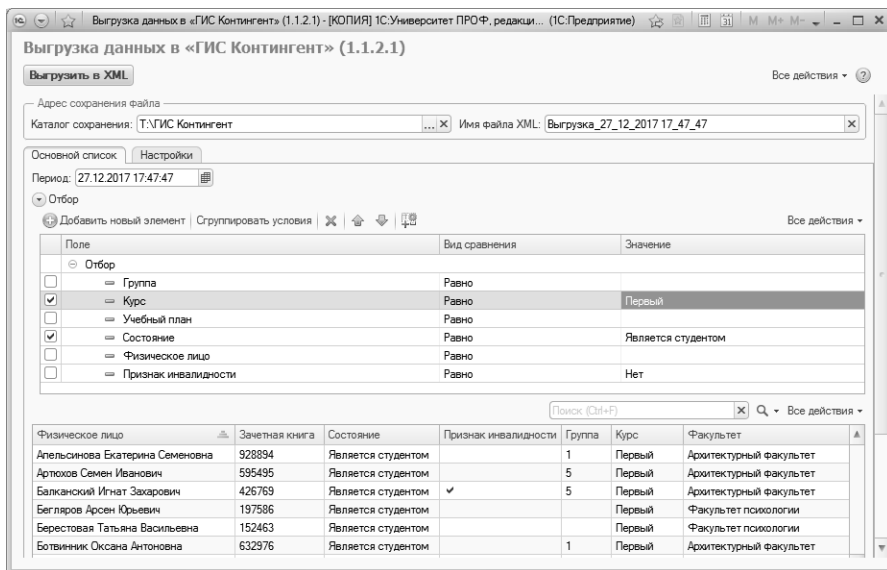 Выгрузка данных в «ГИС Контингент» (1.1.2.1) - [КОПИЯ] 1С:Университет ПРОФ, редакци... (1С:Предприятие) M M+ M-
Выгрузка данных в «ГИС Контингент» (1.1.2.1)
Выгрузить в XML Все действия ?
Адрес сохранения файла
Каталог сохранения: T:\ГИС Контингент ... Имя файла XML: Выгрузка_27_12_2017 17_47_47
Основной список Настройки
Период: 27.12.2017 17:47:47
Отбор
Добавить новый элемент Сгруппировать условия Все действия
Поле Вид сравнения Значение
Отбор
Группа Равно
Курс Равно Первый
Учебный план Равно
Состояние Равно Является студентом
Физическое лицо Равно
Признак инвалидности Равно Нет
Поиск (Ctrl+F) Все действия
Физическое лицо Зачетная книга Состояние Признак инвалидности Группа Курс Факультет
Апельсинова Екатерина Семеновна 928894 Является студентом 1 Первый Архитектурный факультет
Артюхов Семен Иванович 595495 Является студентом 5 Первый Архитектурный факультет
Балканский Игнат Захарович 426769 Является студентом 5 Первый Архитектурный факультет
Бегляров Арсен Юрьевич 197586 Является студентом Первый Факультет психологии
Берестовая Татьяна Васильевна 152463 Является студентом Первый Факультет психологии
Ботвинник Оксана Антоновна 632976 Является студентом 1 Первый Архитектурный факультет